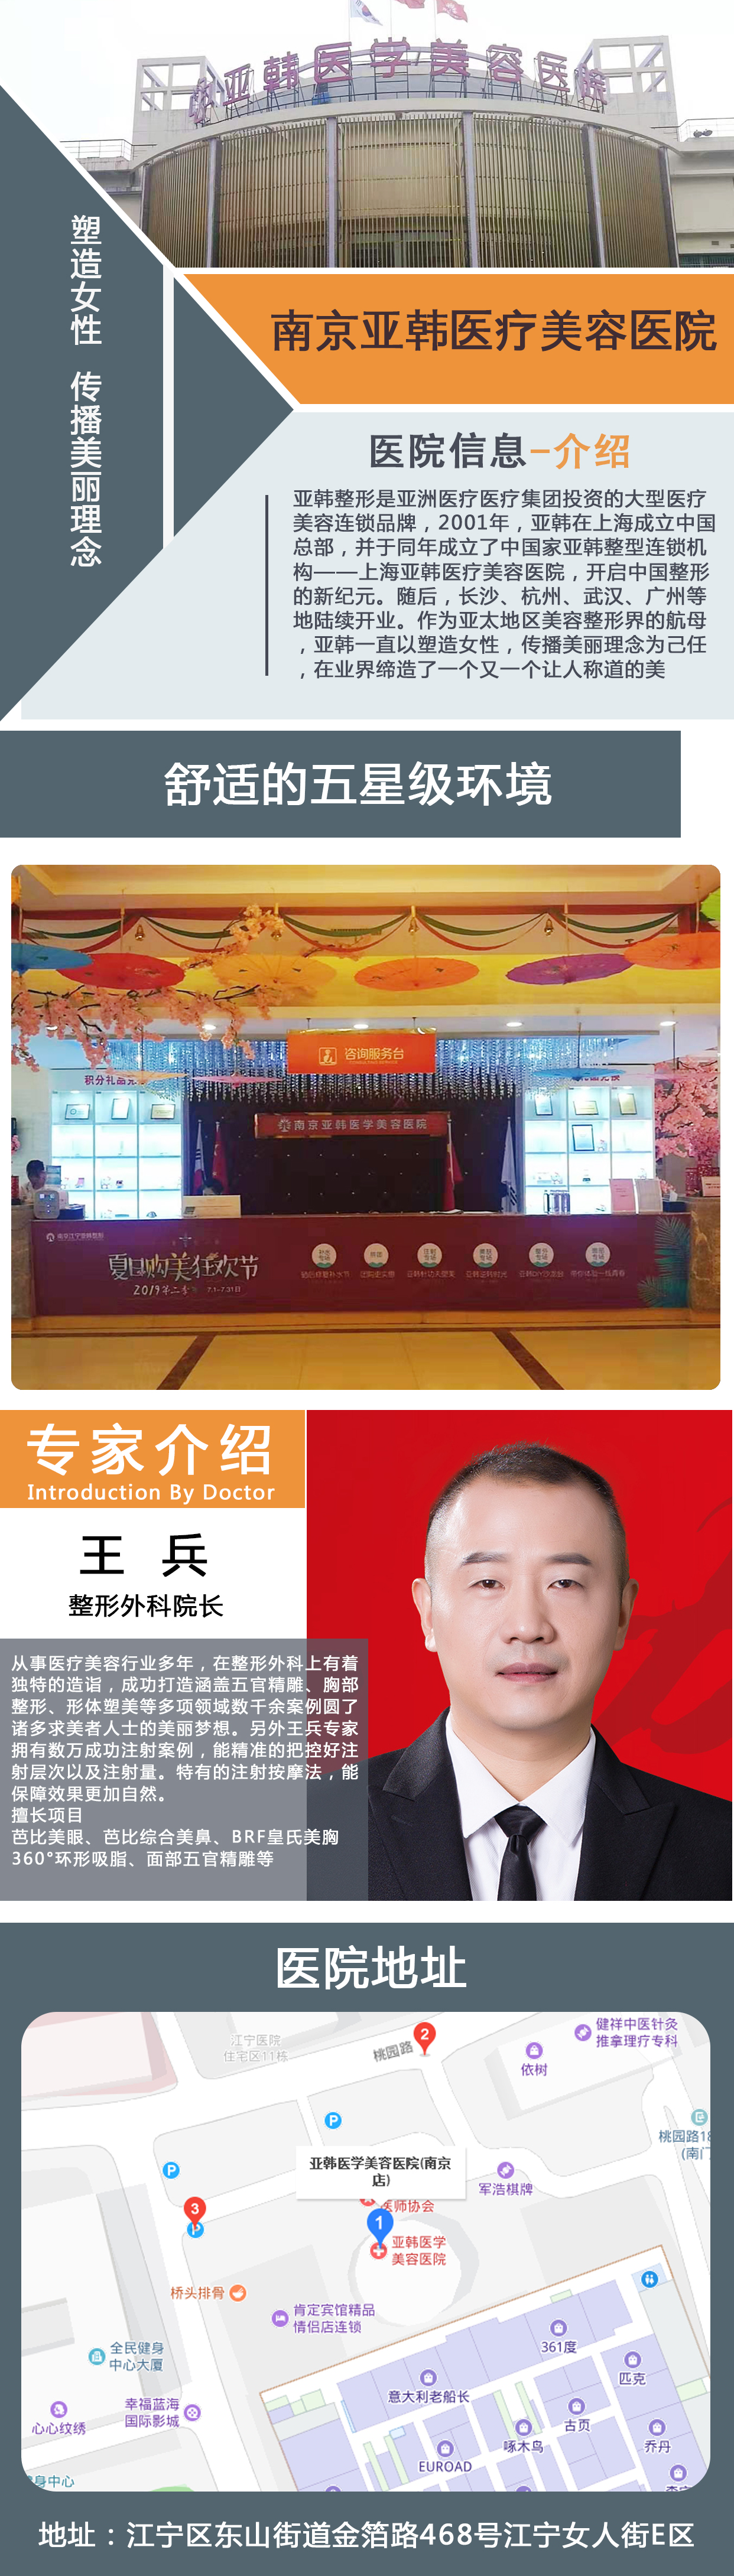 亚韩医学美容医院
塑造女性 传播美丽理念
南京亚韩医疗美容医院
医院信息-介绍
亚韩整形是亚洲医疗医疗集团投资的大型医疗
美容连锁品牌，2001年，亚韩在上海成立中国
总部，并于同年成立了中国家亚韩整型连锁机
构——上海亚韩医疗美容医院，开启中国整形
的新纪元。随后，长沙、杭州、武汉、广州等
地陆续开业。作为亚太地区美容整形界的航母
，亚韩一直以塑造女性，传播美丽理念为己任
，在业界缔造了一个又一个让人称道的美
舒适的五星级环境
咨询服务台
积分礼品兑
南京亚韩医学美容医院
夏日购美狂欢节
2019第二季 7.1-7.31日
专家介绍
Introduction By Doctor
王 兵
整形外科院长
从事医疗美容行业多年，在整形外科上有着
独特的造诣，成功打造涵盖五官精雕、胸部
整形、形体塑美等多项领域数千余案例圆了
诸多求美者人士的美丽梦想。另外王兵专家
拥有数万成功注射案例，能精准的把控好注
射层次以及注射量。特有的注射按摩法，能
保障效果更加自然。
擅长项目
芭比美眼、芭比综合美鼻、BRF皇氏美胸
360°环形吸脂、面部五官精雕等
医院地址
健祥中医针灸
推拿理疗专科
江宁医院
住宅区11栋
桃园路
2
依树
P
桃园路18
(南门
亚韩医学美容医院(南京
店)
P
军浩棋牌
3
医师协会
P
1
亚韩医学
美容医院
桥头排骨
肯定宾馆精品
情侣店连锁
361度
全民健身
中心大厦
匹克
意大利老船长
幸福蓝海
国际影城
心心纹绣
古页
啄木鸟
乔丹
EUROAD
身中心
地址：江宁区东山街道金箔路468号江宁女人街E区